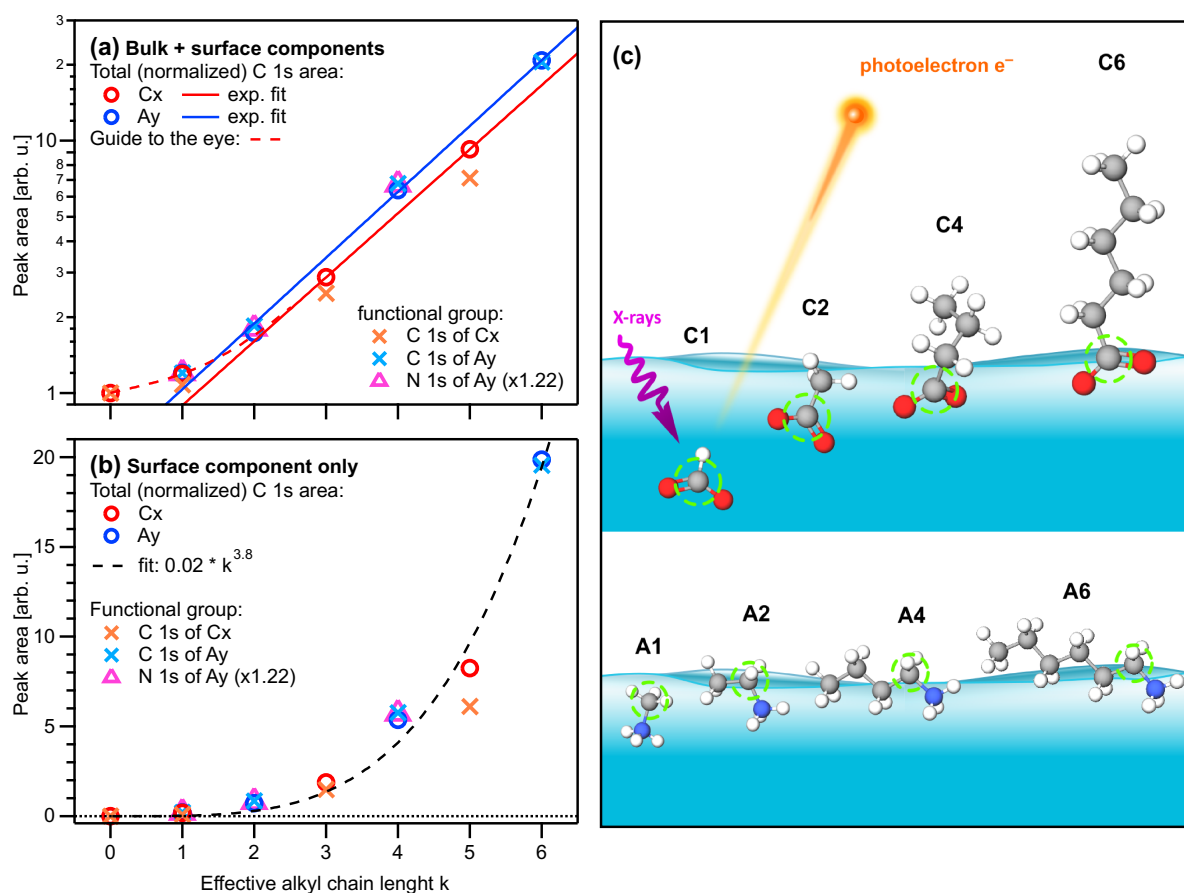 (a) Bulk + surface components
Total (normalized) C 1s area:
Cx exp. fit
Ay exp. fit
Guide to the eye:
functional group:
C 1s of Cx
C 1s of Ay
N 1s of Ay (x1.22)
Peak area [arb. u.]
3
2
10
8
7
6
5
4
3
2
1
(b) Surface component only
Total (normalized) C 1s area:
Cx
Ay
fit: 0.02 * k^3.8
Functional group:
C 1s of Cx
C 1s of Ay
N 1s of Ay (x1.22)
Peak area [arb. u.]
20
15
10
5
0
0 1 2 3 4 5 6
Effective alkyl chain lenght k
(c)
photoelectron e⁻
C6
C4
C2
X-rays
C1
A6
A4
A2
A1